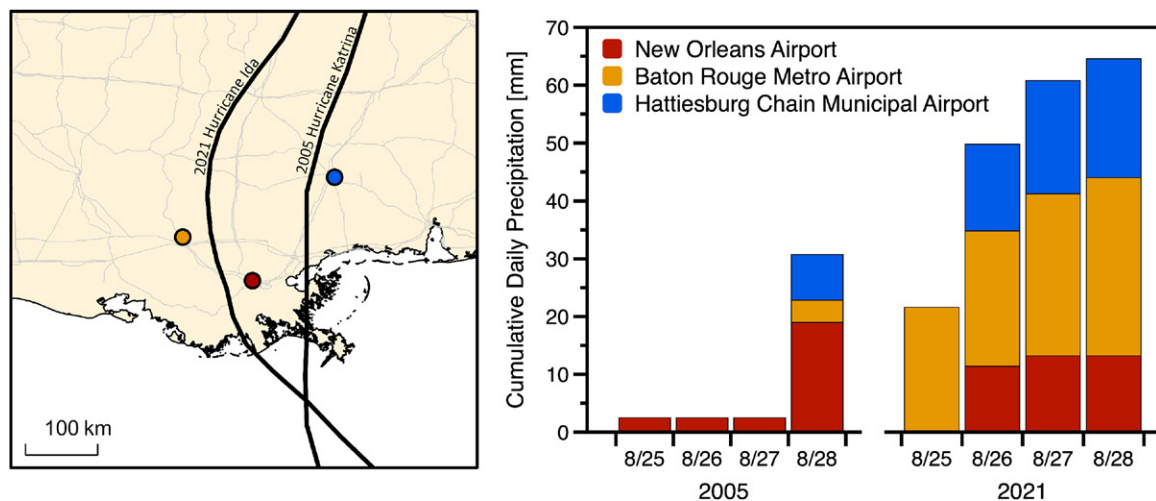 2021 Hurricane Ida
2005 Hurricane Katrina
100 km
Cumulative Daily Precipitation [mm]
70
60
50
40
30
20
10
0
New Orleans Airport
Baton Rouge Metro Airport
Hattiesburg Chain Municipal Airport
8/25 8/26 8/27 8/28
2005
8/25 8/26 8/27 8/28
2021